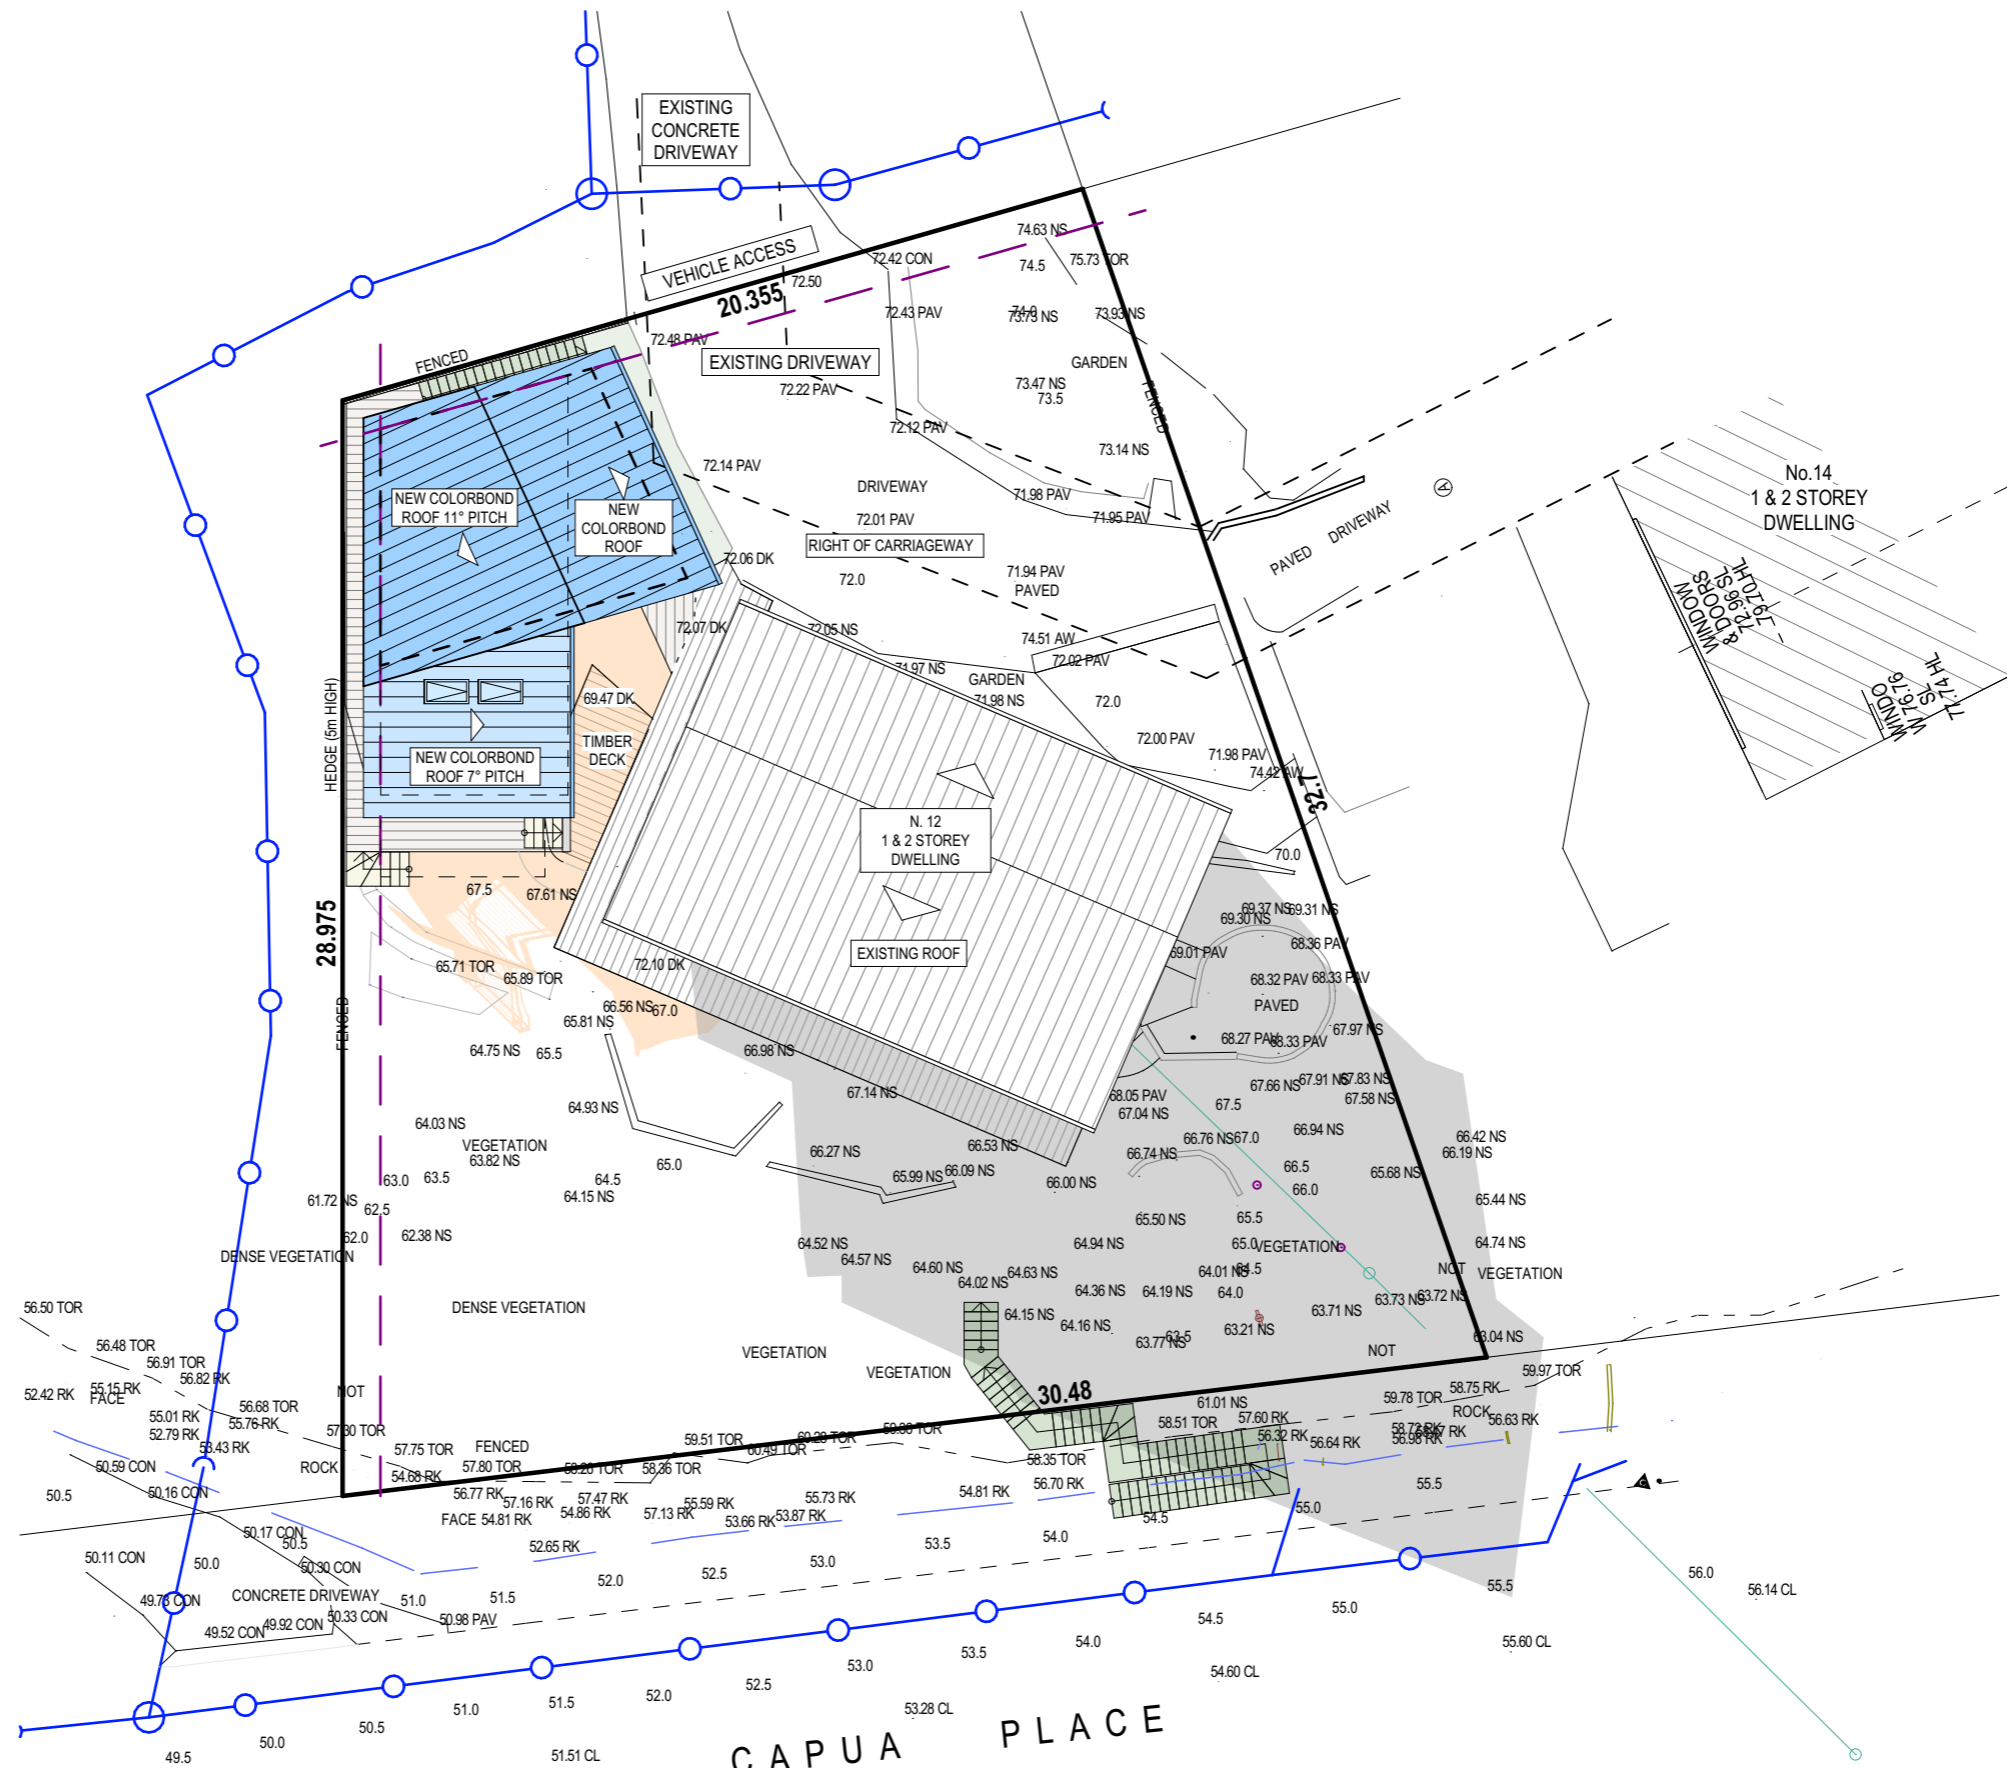 EXISTING
CONCRETE
DRIVEWAY
VEHICLE ACCESS
20.355
74.63 NS
72.42 CON
74.5
75.73 TOR
72.50
72.43 PAV
74.0
73.73 NS
73.93 NS
72.48 PAV
FENCED
EXISTING DRIVEWAY
GARDEN
73.47 NS
73.5
72.22 PAV
FENCED
72.12 PAV
73.14 NS
72.14 PAV
NEW COLORBOND
ROOF 11° PITCH
NEW
COLORBOND
ROOF
DRIVEWAY
71.98 PAV
72.01 PAV
71.95 PAV
RIGHT OF CARRIAGEWAY
PAVED DRIVEWAY
No.14
1 & 2 STOREY
DWELLING
WINDOW
& DOORS
72.96 SL
79.70 HL
WINDO
W 76.76
SL
77.74 HL
72.06 DK
72.0
71.94 PAV
PAVED
72.07 DK
72.05 NS
74.51 AW
72.02 PAV
71.97 NS
GARDEN
71.98 NS
72.0
HEDGE (5m HIGH)
69.47 DK
TIMBER
DECK
72.00 PAV
71.98 PAV
74.42 AW
32.7
NEW COLORBOND
ROOF 7° PITCH
N. 12
1 & 2 STOREY
DWELLING
70.0
67.5
67.61 NS
28.975
69.37 NS
69.31 NS
69.30 NS
68.36 PAV
EXISTING ROOF
69.01 PAV
65.71 TOR
65.89 TOR
72.10 DK
68.32 PAV
68.33 PAV
PAVED
FENCED
66.56 NS
67.0
65.81 NS
67.97 NS
68.27 PAV
68.33 PAV
64.75 NS
65.5
66.98 NS
67.14 NS
68.05 PAV
67.66 NS
67.91 NS
67.83 NS
67.58 NS
64.93 NS
67.5
67.04 NS
64.03 NS
VEGETATION
63.82 NS
66.53 NS
66.76 NS
67.0
66.94 NS
66.42 NS
66.19 NS
66.27 NS
66.74 NS
65.0
66.09 NS
65.99 NS
66.00 NS
66.5
65.68 NS
63.0
63.5
64.5
64.15 NS
66.0
61.72 NS
62.5
65.44 NS
65.50 NS
65.5
62.0
62.38 NS
64.52 NS
64.57 NS
64.94 NS
65.0
VEGETATION
64.74 NS
DENSE VEGETATION
64.60 NS
64.63 NS
64.02 NS
64.01 NS
64.5
NOT
VEGETATION
DENSE VEGETATION
64.36 NS
64.19 NS
64.0
63.73 NS
63.72 NS
56.50 TOR
64.15 NS
64.16 NS
63.71 NS
63.77 NS
63.5
63.21 NS
63.04 NS
56.48 TOR
VEGETATION
NOT
56.91 TOR
56.82 RK
VEGETATION
59.97 TOR
52.42 RK
55.15 RK
FACE
NOT
30.48
59.78 TOR
58.75 RK
61.01 NS
ROCK
56.68 TOR
55.01 RK
55.76 RK
52.79 RK
53.43 RK
57.30 TOR
57.75 TOR
FENCED
59.51 TOR
60.49 TOR
58.51 TOR
57.60 RK
56.32 RK
56.64 RK
56.98 RK
56.63 RK
ROCK
54.68 RK
57.80 TOR
58.36 TOR
58.35 TOR
50.59 CON
50.16 CON
50.5
56.77 RK
57.16 RK
57.47 RK
55.59 RK
55.73 RK
54.81 RK
56.70 RK
55.5
FACE 54.81 RK
54.86 RK
57.13 RK
53.66 RK
53.87 RK
54.5
55.0
50.17 CON
50.5
50.11 CON
50.0
50.30 CON
52.65 RK
53.0
53.5
54.0
CONCRETE DRIVEWAY
51.0
51.5
52.0
52.5
49.73 CON
49.52 CON
49.92 CON
50.33 CON
50.98 PAV
56.0
56.14 CL
55.5
55.0
54.5
54.0
53.5
53.0
52.5
52.0
51.5
51.0
50.5
50.0
49.5
55.60 CL
54.60 CL
53.28 CL
51.51 CL
CAPUA PLACE